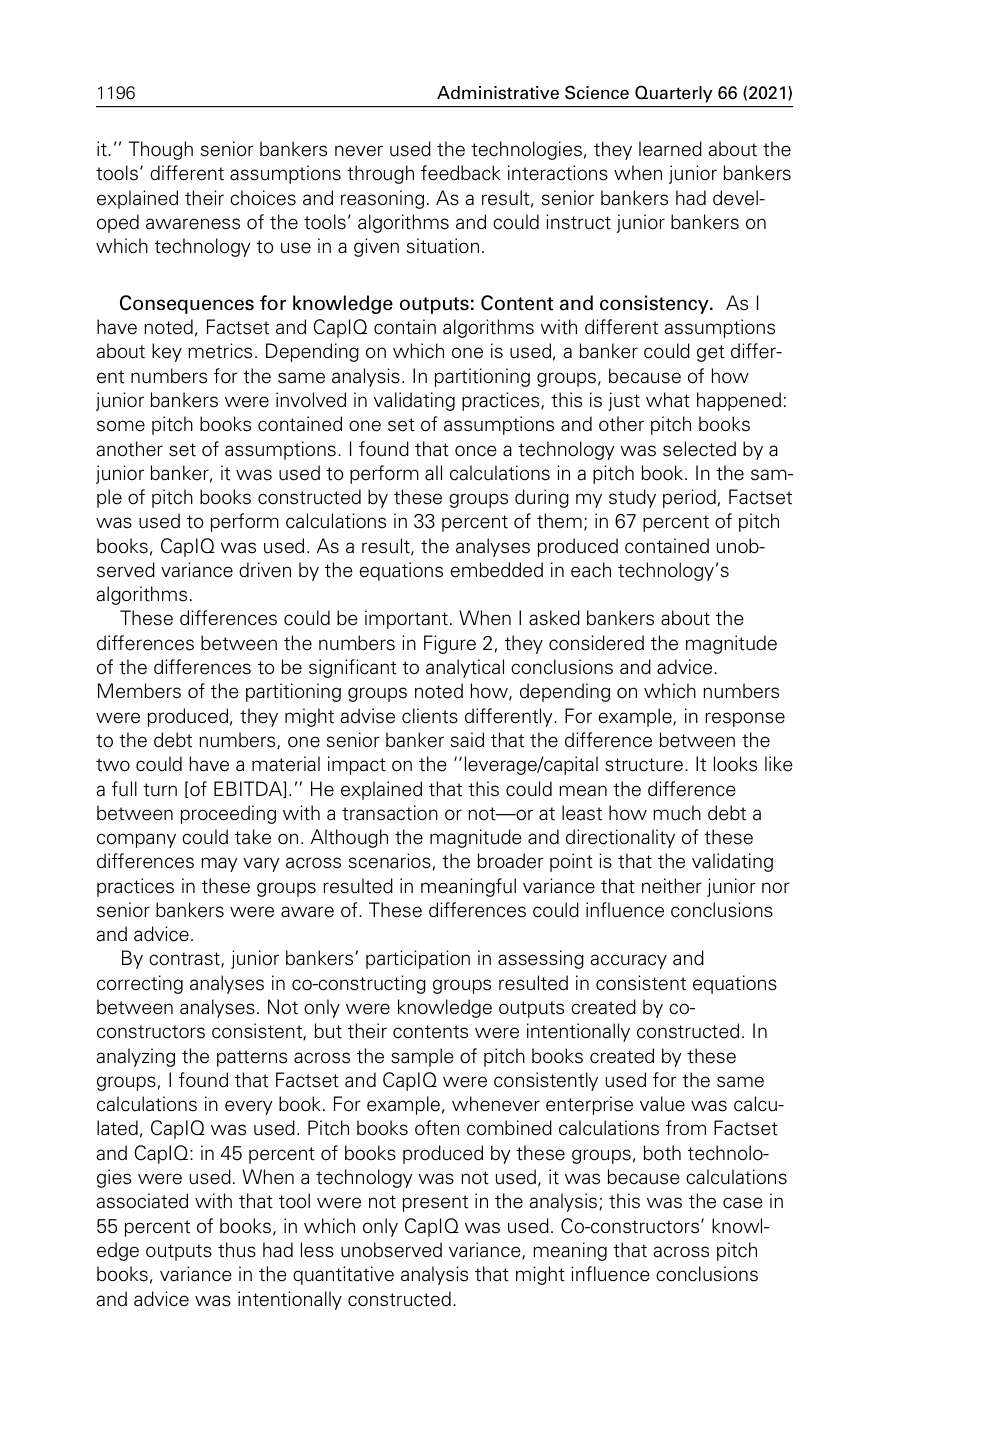 1196
Administrative Science Quarterly 66 (2021)
it.’’ Though senior bankers never used the technologies, they learned about the
tools’ different assumptions through feedback interactions when junior bankers
explained their choices and reasoning. As a result, senior bankers had devel-
oped awareness of the tools’ algorithms and could instruct junior bankers on
which technology to use in a given situation.
Consequences for knowledge outputs: Content and consistency. As I
have noted, Factset and CapIQ contain algorithms with different assumptions
about key metrics. Depending on which one is used, a banker could get differ-
ent numbers for the same analysis. In partitioning groups, because of how
junior bankers were involved in validating practices, this is just what happened:
some pitch books contained one set of assumptions and other pitch books
another set of assumptions. I found that once a technology was selected by a
junior banker, it was used to perform all calculations in a pitch book. In the sam-
ple of pitch books constructed by these groups during my study period, Factset
was used to perform calculations in 33 percent of them; in 67 percent of pitch
books, CapIQ was used. As a result, the analyses produced contained unob-
served variance driven by the equations embedded in each technology’s
algorithms.
These differences could be important. When I asked bankers about the
differences between the numbers in Figure 2, they considered the magnitude
of the differences to be significant to analytical conclusions and advice.
Members of the partitioning groups noted how, depending on which numbers
were produced, they might advise clients differently. For example, in response
to the debt numbers, one senior banker said that the difference between the
two could have a material impact on the ‘‘leverage/capital structure. It looks like
a full turn [of EBITDA].’’ He explained that this could mean the difference
between proceeding with a transaction or not—or at least how much debt a
company could take on. Although the magnitude and directionality of these
differences may vary across scenarios, the broader point is that the validating
practices in these groups resulted in meaningful variance that neither junior nor
senior bankers were aware of. These differences could influence conclusions
and advice.
By contrast, junior bankers’ participation in assessing accuracy and
correcting analyses in co-constructing groups resulted in consistent equations
between analyses. Not only were knowledge outputs created by co-
constructors consistent, but their contents were intentionally constructed. In
analyzing the patterns across the sample of pitch books created by these
groups, I found that Factset and CapIQ were consistently used for the same
calculations in every book. For example, whenever enterprise value was calcu-
lated, CapIQ was used. Pitch books often combined calculations from Factset
and CapIQ: in 45 percent of books produced by these groups, both technolo-
gies were used. When a technology was not used, it was because calculations
associated with that tool were not present in the analysis; this was the case in
55 percent of books, in which only CapIQ was used. Co-constructors’ knowl-
edge outputs thus had less unobserved variance, meaning that across pitch
books, variance in the quantitative analysis that might influence conclusions
and advice was intentionally constructed.